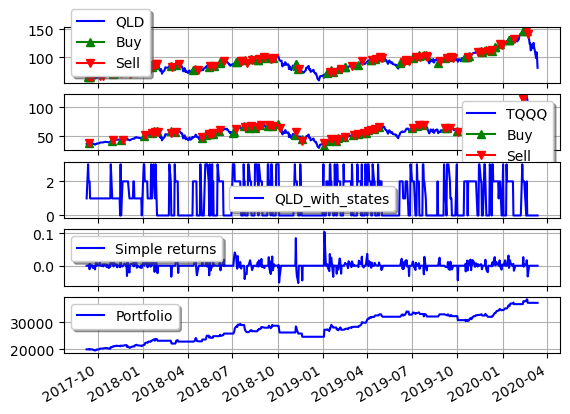 QLD
Buy
Sell
150
100
TQQQ
Buy
Sell
100
50
QLD_with_states
2
0
Simple returns
0.1
0.0
Portfolio
30000
20000
2017-10 2018-01 2018-04 2018-07 2018-10 2019-01 2019-04 2019-07 2019-10 2020-01 2020-04